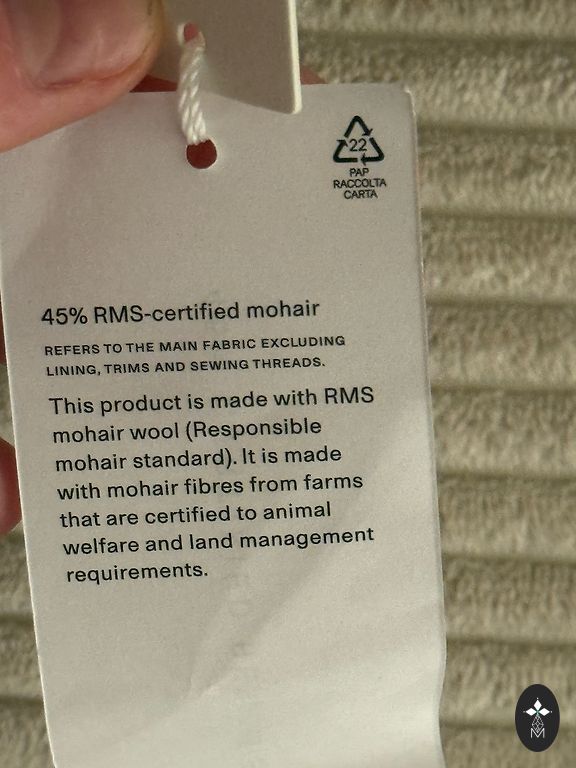 22
PAP
RACCOLTA
CARTA
45% RMS-certified mohair
REFERS TO THE MAIN FABRIC EXCLUDING
LINING, TRIMS AND SEWING THREADS.
This product is made with RMS
mohair wool (Responsible
mohair standard). It is made
with mohair fibres from farms
that are certified to animal
welfare and land management
requirements.
M